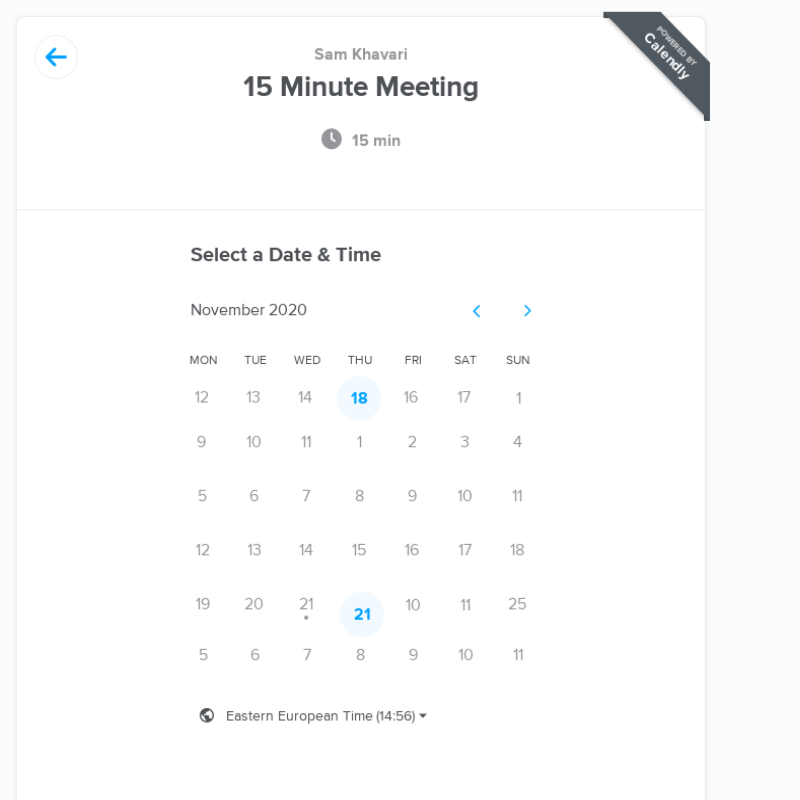 Sam Khavari
POWERED BY
Calendly
15 Minute Meeting
15 min
Select a Date & Time
November 2020
MON TUE WED THU FRI SAT SUN
12 13 14 18 16 17 1
9 10 11 1 2 3 4
5 6 7 8 9 10 11
12 13 14 15 16 17 18
19 20 21 21 10 11 25
5 6 7 8 9 10 11
Eastern European Time (14:56)